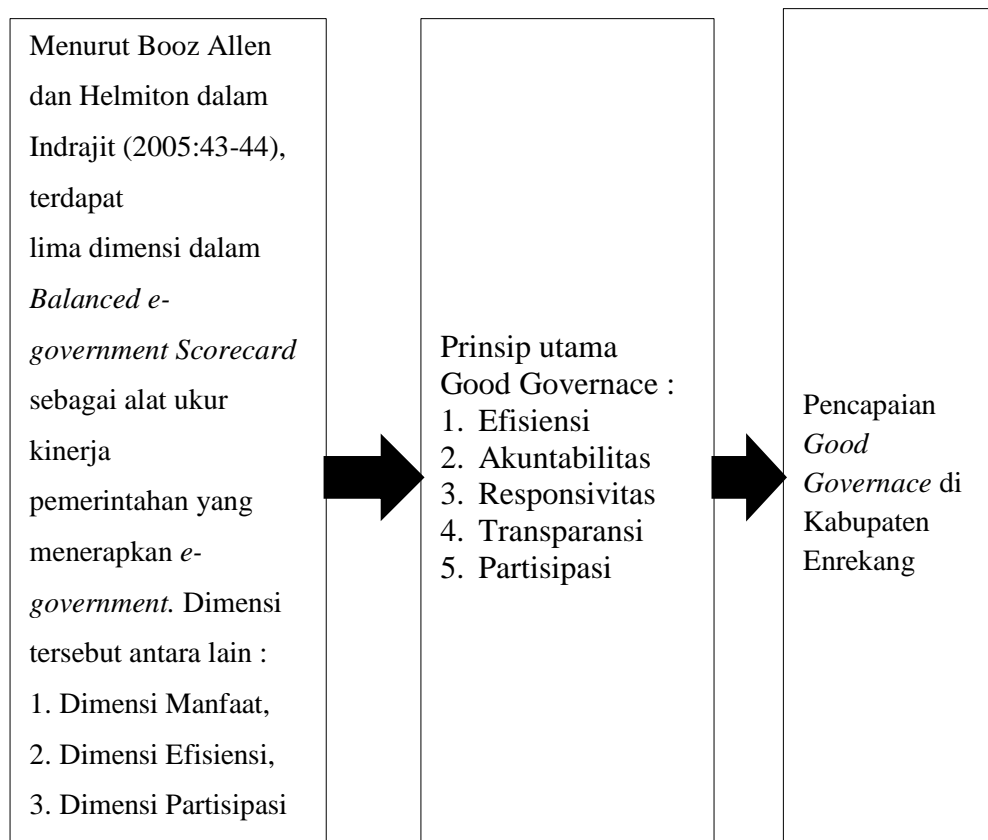 Menurut Booz Allen
dan Helmiton dalam
Indrajit (2005:43-44),
terdapat
lima dimensi dalam
Balanced e-
government Scorecard
sebagai alat ukur
kinerja
pemerintahan yang
menerapkan e-
government. Dimensi
tersebut antara lain :
1. Dimensi Manfaat,
2. Dimensi Efisiensi,
3. Dimensi Partisipasi
Prinsip utama
Good Governace :
1. Efisiensi
2. Akuntabilitas
3. Responsivitas
4. Transparansi
5. Partisipasi
Pencapaian
Good
Governace di
Kabupaten
Enrekang